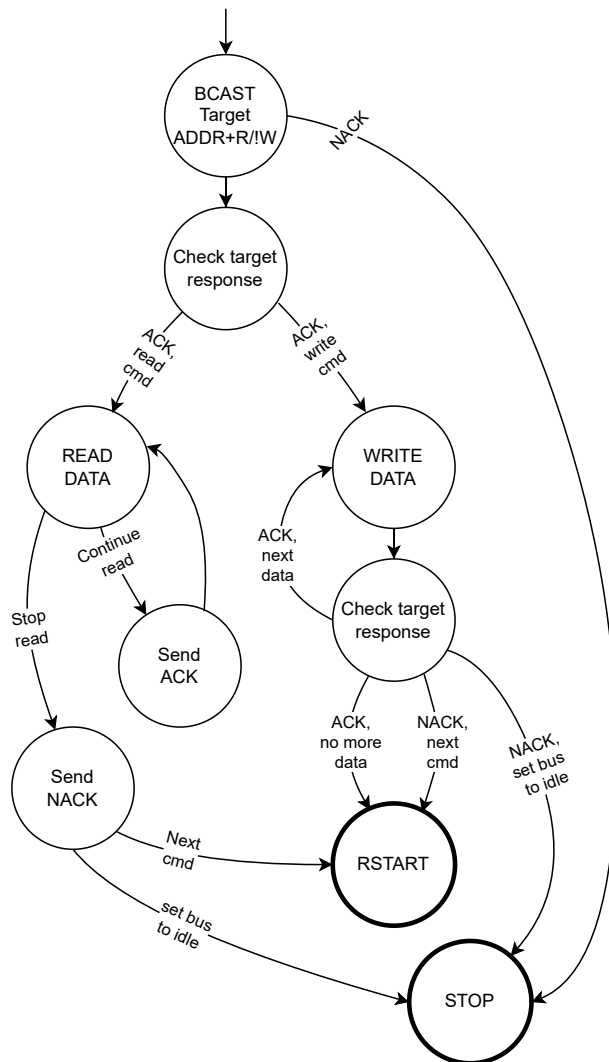 BCAST
Target
ADDR+R/!W
NACK
Check target
response
ACK,
read
cmd
ACK,
write
cmd
READ
DATA
WRITE
DATA
Continue
read
ACK,
next
data
Stop
read
Send
ACK
Check target
response
ACK,
no more
data
NACK,
next
cmd
NACK,
set bus
to idle
Send
NACK
Next
cmd
RSTART
set bus
to idle
STOP